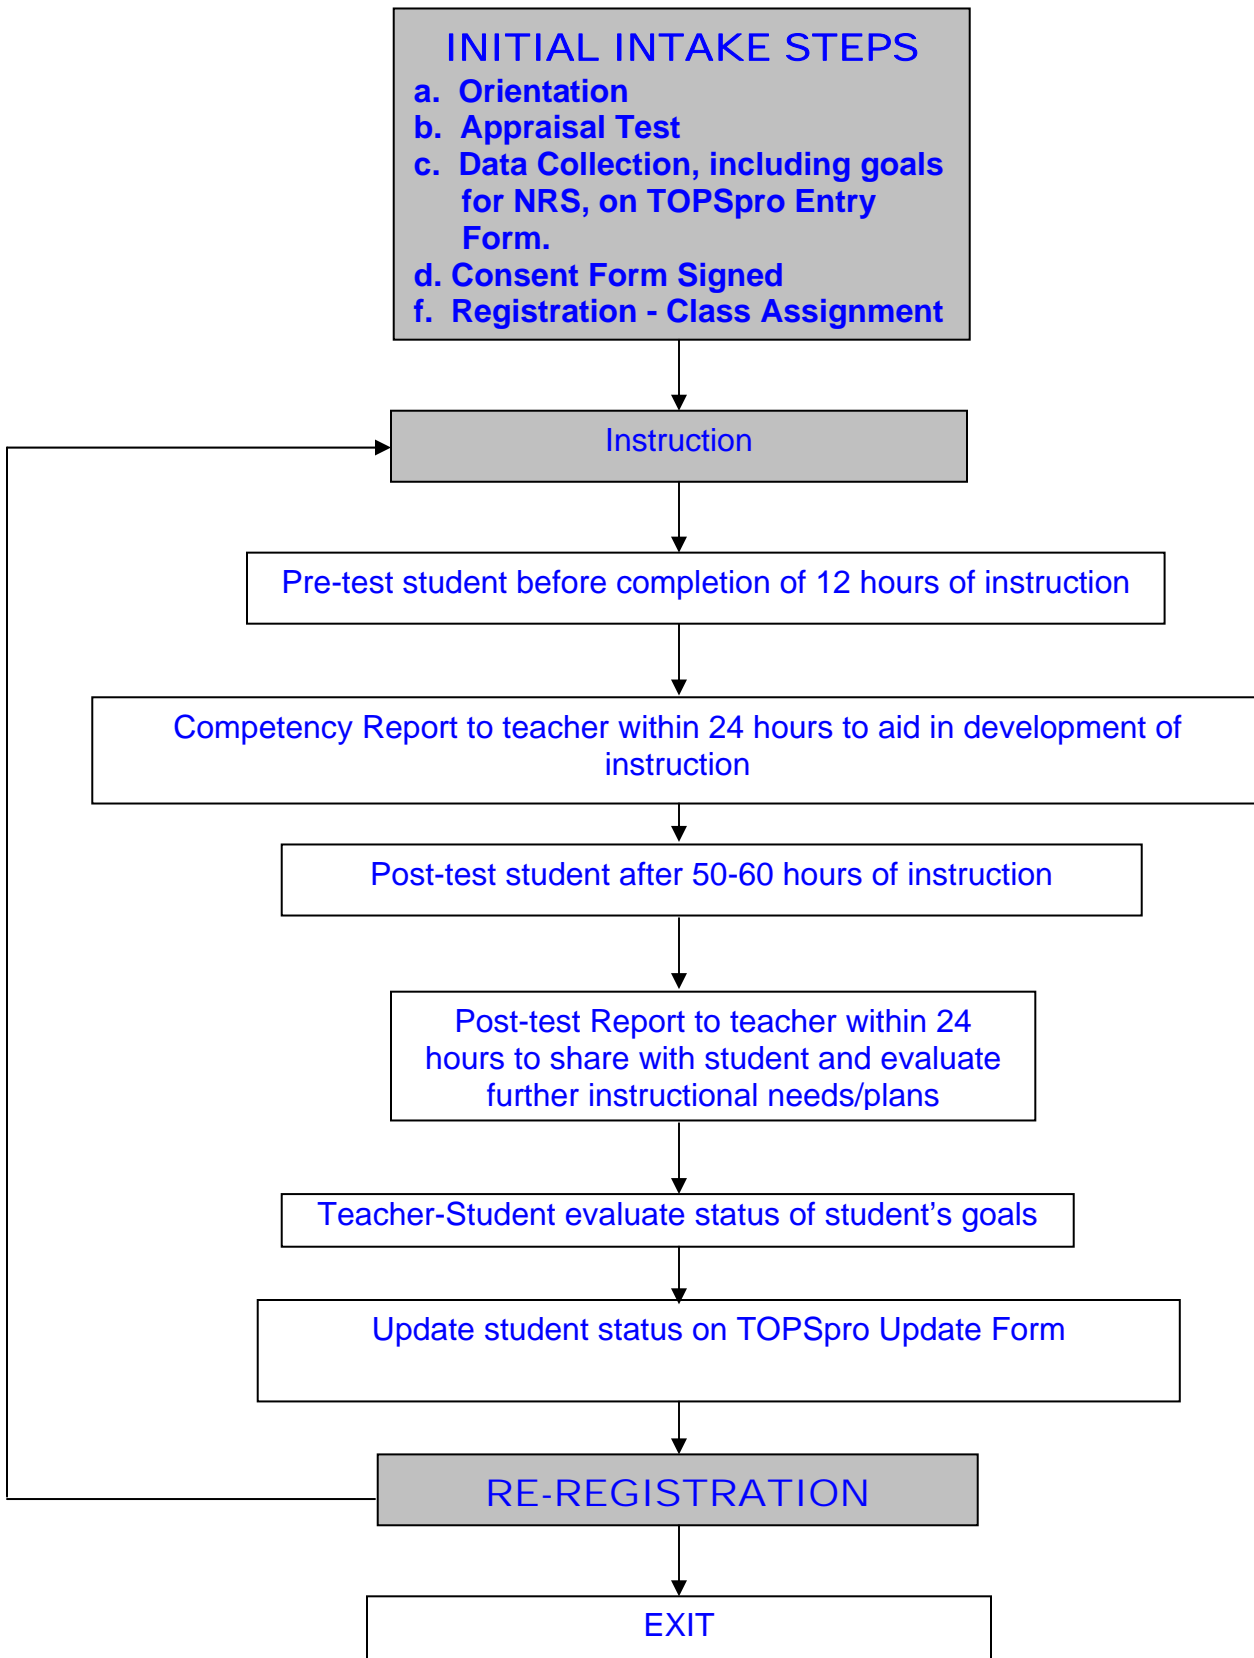 INITIAL INTAKE STEPS
a. Orientation
b. Appraisal Test
c. Data Collection, including goals
for NRS, on TOPSpro Entry
Form.
d. Consent Form Signed
f. Registration - Class Assignment
Instruction
Pre-test student before completion of 12 hours of instruction
Competency Report to teacher within 24 hours to aid in development of
instruction
Post-test student after 50-60 hours of instruction
Post-test Report to teacher within 24
hours to share with student and evaluate
further instructional needs/plans
Teacher-Student evaluate status of student’s goals
Update student status on TOPSpro Update Form
RE-REGISTRATION
EXIT